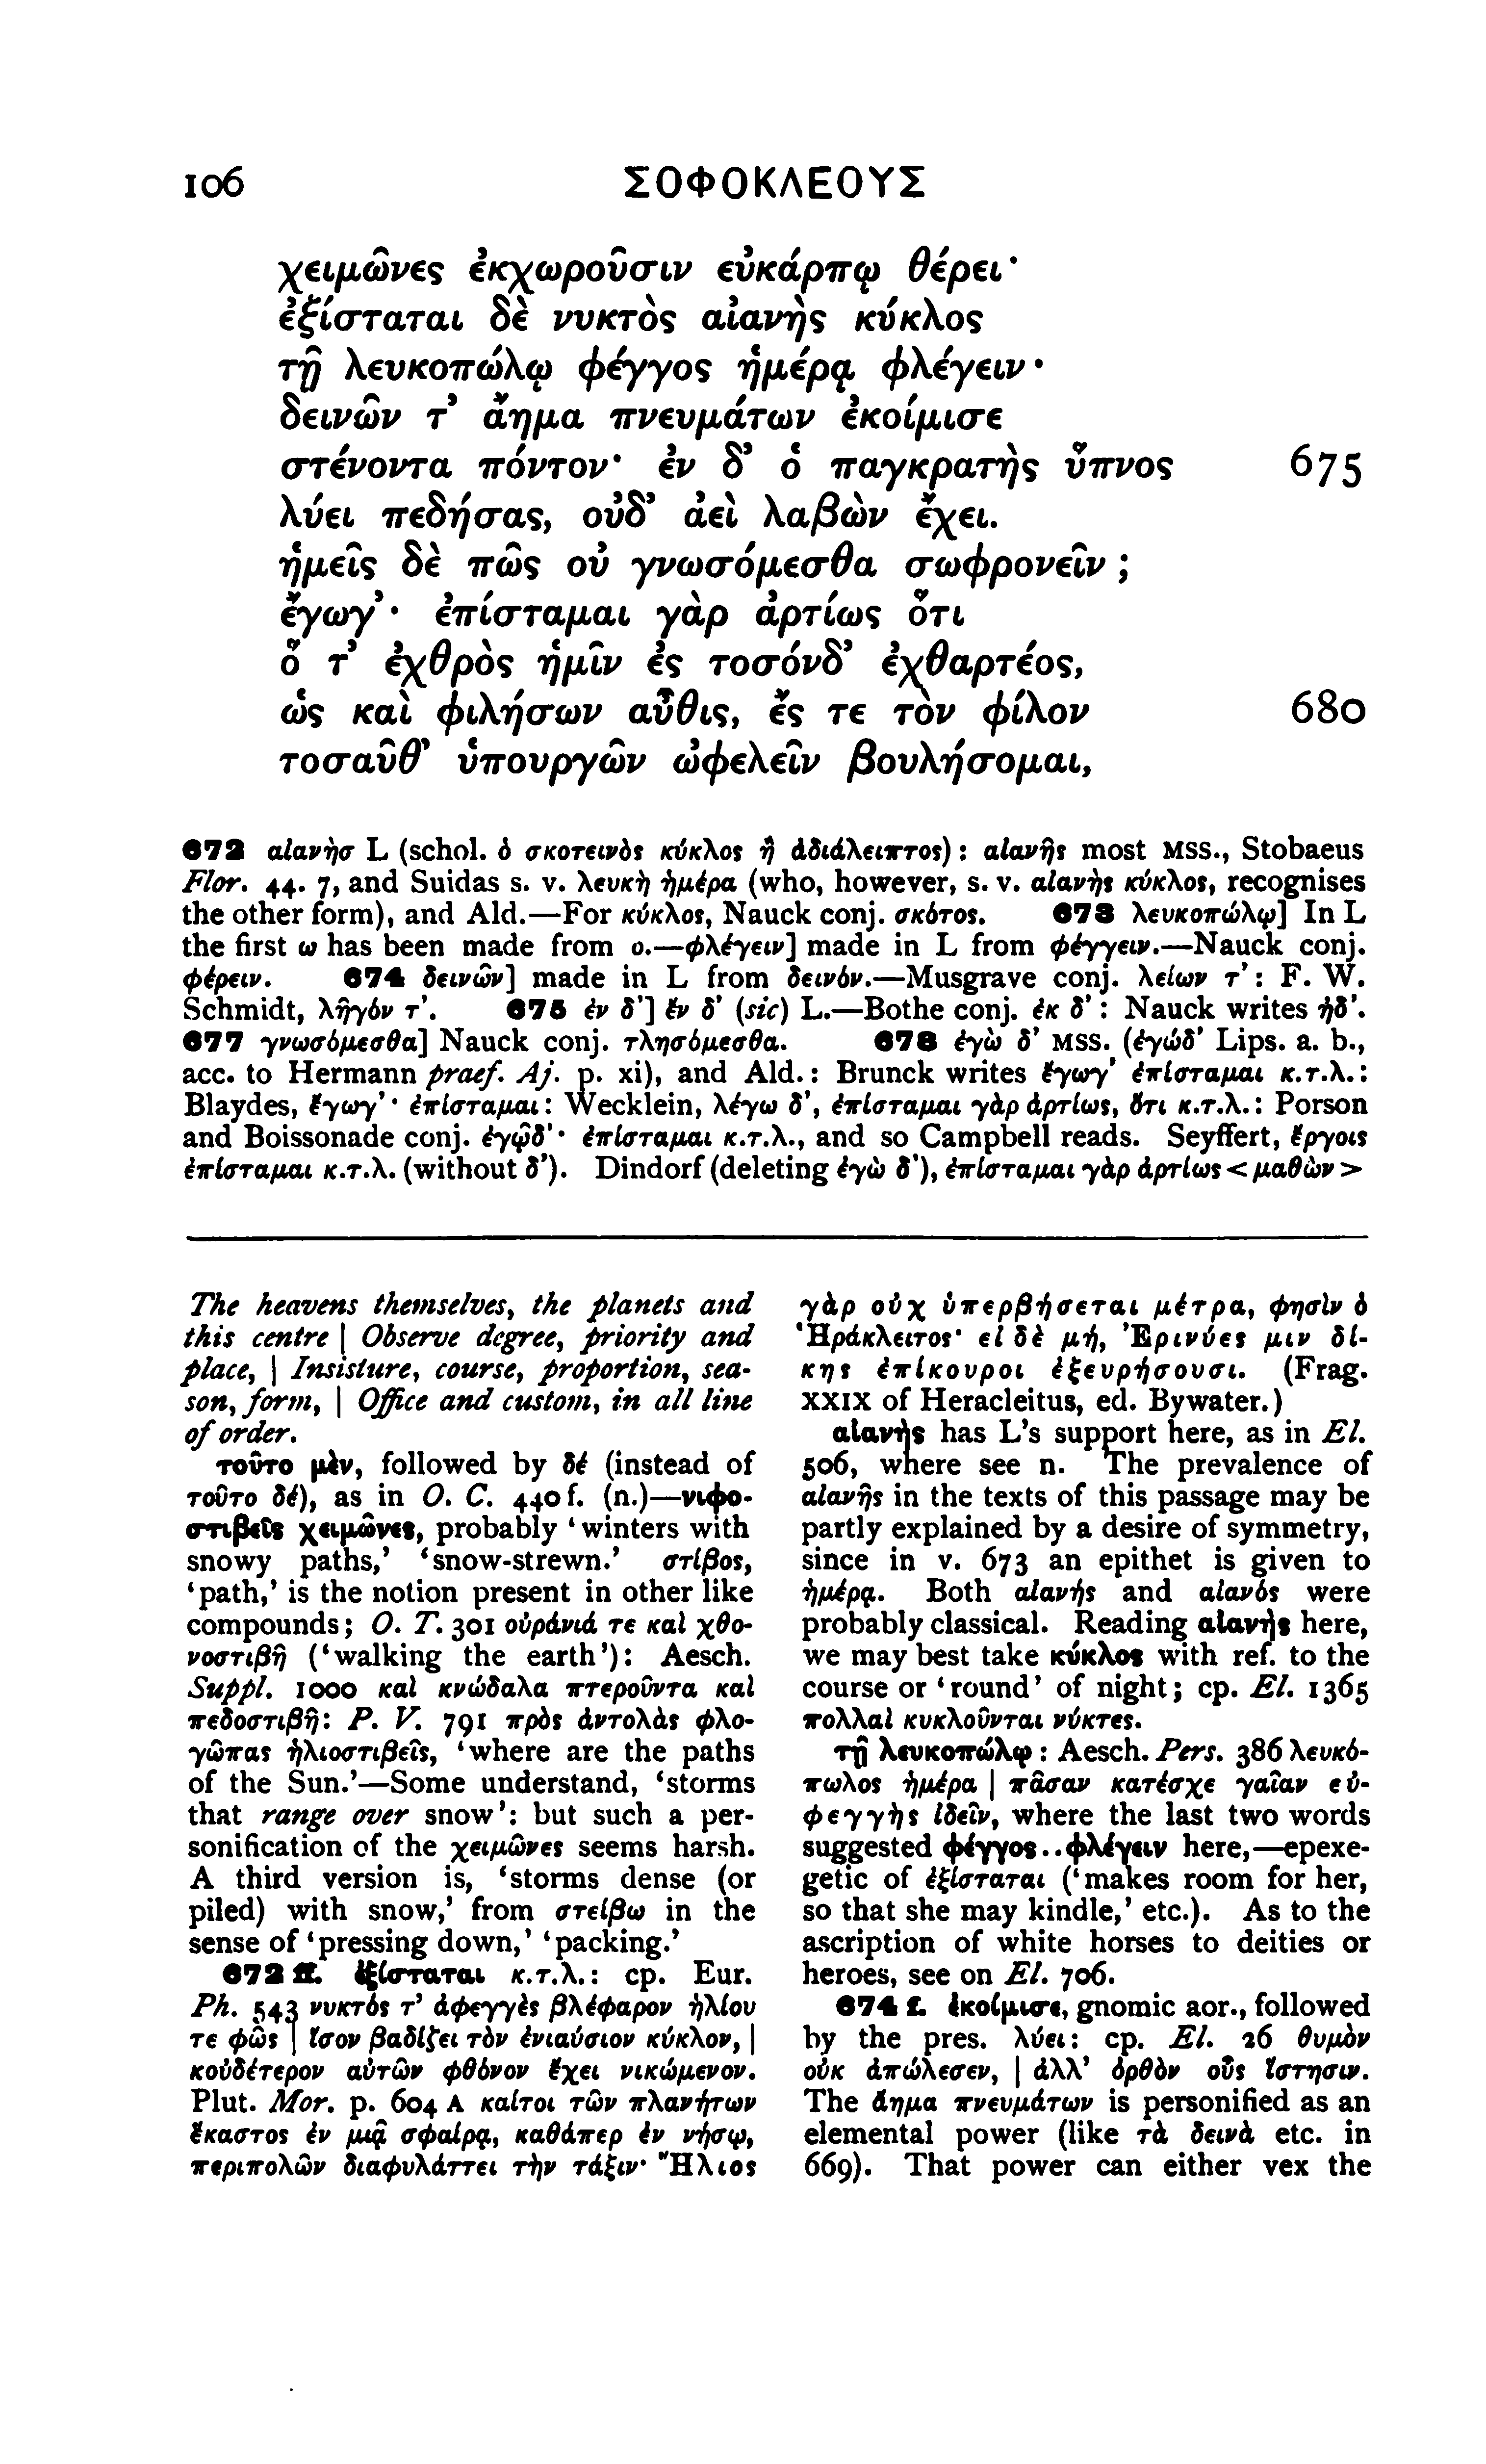 106 ΣΟΦΟΚΛΕΟΥΣ
χειμῶνες ἐκχωροῦσιν εὐκάρπῳ θέρει·
ἐξίσταται δὲ νυκτὸς αἰανὴς κύκλος
τῇ λευκοπώλῳ φέγγος ἡμέρᾳ φλέγειν·
δεινῶν τ’ ἄημα πνευμάτων ἐκοίμισε
στένοντα πόντον· ἐν δ’ ὁ παγκρατὴς ὕπνος 675
λύει πεδήσας, οὐδ’ ἀεὶ λαβὼν ἔχει.
ἡμεῖς δὲ πῶς οὐ γνωσόμεσθα σωφρονεῖν ;
ἔγωγ’· ἐπίσταμαι γὰρ ἀρτίως ὅτι
ὅ τ’ ἐχθρὸς ἡμῖν ἐς τοσόνδ’ ἐχθαρτέος,
ὡς καὶ φιλήσων αὖθις, ἔς τε τὸν φίλον 680
τοσαῦθ’ ὑπουργῶν ὠφελεῖν βουλήσομαι,
672 αἰανὴσ L (schol. ὁ σκοτεινὸς κύκλος ἢ ἀδιάλειπτος): αἰανῆς most MSS., Stobaeus
Flor. 44. 7, and Suidas s. v. λευκὴ ἡμέρα (who, however, s. v. αἰανὴς κύκλος, recognises
the other form), and Ald.—For κύκλος, Nauck conj. σκότος. 673 λευκοπώλῳ] In L
the first ω has been made from ο.—φλέγειν] made in L from φέγγειν.—Nauck conj.
φέρειν. 674 δεινῶν] made in L from δεινόν.—Musgrave conj. λείων τ’: F. W.
Schmidt, λῆγόν τ’. 675 ἐν δ’] ἔν δ’ (sic) L.—Bothe conj. ἐκ δ’: Nauck writes ἠδ’.
677 γνωσόμεσθα] Nauck conj. τλησόμεσθα. 678 ἐγὼ δ’ MSS. (ἐγώδ’ Lips. a. b.,
acc. to Hermann praef. Aj. p. xi), and Ald.: Brunck writes ἔγωγ’ ἐπίσταμαι κ.τ.λ.:
Blaydes, ἔγωγ’· ἐπίσταμαι: Wecklein, λέγω δ’, ἐπίσταμαι γὰρ ἀρτίως, ὅτι κ.τ.λ.: Porson
and Boissonade conj. ἐγᾦδ’· ἐπίσταμαι κ.τ.λ., and so Campbell reads. Seyffert, ἔργοις
ἐπίσταμαι κ.τ.λ. (without δ’). Dindorf (deleting ἐγὼ δ’), ἐπίσταμαι γὰρ ἀρτίως < μαθὼν >
The heavens themselves, the planets and
this centre | Observe degree, priority and
place, | Insisture, course, proportion, sea-
son, form, | Office and custom, in all line
of order.
τοῦτο μὲν, followed by δέ (instead of
τοῦτο δέ), as in O. C. 440 f. (n.)—νιφο-
στιβεῖς χειμῶνες, probably ‘winters with
snowy paths,’ ‘snow-strewn.’ στίβος,
‘path,’ is the notion present in other like
compounds; O. T. 301 οὐράνιά τε καὶ χθο-
νοστιβῆ (‘walking the earth’): Aesch.
Suppl. 1000 καὶ κνώδαλα πτεροῦντα καὶ
πεδοστιβῆ: P. V. 791 πρὸς ἀντολὰς φλο-
γῶπας ἡλιοστιβεῖς, ‘where are the paths
of the Sun.’—Some understand, ‘storms
that range over snow’: but such a per-
sonification of the χειμῶνες seems harsh.
A third version is, ‘storms dense (or
piled) with snow,’ from στείβω in the
sense of ‘pressing down,’ ‘packing.’
672 ff. ἐξίσταται κ.τ.λ.: cp. Eur.
Ph. 543 νυκτός τ’ ἀφεγγὲς βλέφαρον ἡλίου
τε φῶς | ἴσον βαδίζει τὸν ἐνιαύσιον κύκλον, |
κοὐδέτερον αὐτῶν φθόνον ἔχει νικώμενον.
Plut. Mor. p. 604 A καίτοι τῶν πλανήτων
ἕκαστος ἐν μιᾷ σφαίρᾳ, καθάπερ ἐν νήσῳ,
περιπολῶν διαφυλάττει τὴν τάξιν· Ἥλιος
γὰρ οὐχ ὑπερβήσεται μέτρα, φησὶν ὁ
Ἡράκλειτος· εἰ δὲ μή, Ἐρινύες μιν δί-
κης ἐπίκουροι ἐξευρήσουσι. (Frag.
XXIX of Heracleitus, ed. Bywater.)
αἰανὴς has L’s support here, as in El.
506, where see n. The prevalence of
αἰανῆς in the texts of this passage may be
partly explained by a desire of symmetry,
since in v. 673 an epithet is given to
ἡμέρᾳ. Both αἰανής and αἰανός were
probably classical. Reading αἰανὴς here,
we may best take κύκλος with ref. to the
course or ‘round’ of night; cp. El. 1365
πολλαὶ κυκλοῦνται νύκτες.
τῇ λευκοπώλῳ: Aesch. Pers. 386 λευκό-
πωλος ἡμέρα | πᾶσαν κατέσχε γαῖαν εὐ-
φεγγὴς ἰδεῖν, where the last two words
suggested φέγγος..φλέγειν here,—epexe-
getic of ἐξίσταται (‘makes room for her,
so that she may kindle,’ etc.). As to the
ascription of white horses to deities or
heroes, see on El. 706.
674 f. ἐκοίμισε, gnomic aor., followed
by the pres. λύει: cp. El. 26 θυμὸν
οὐκ ἀπώλεσεν, | ἀλλ’ ὀρθὸν οὖς ἵστησιν.
The ἄημα πνευμάτων is personified as an
elemental power (like τὰ δεινὰ etc. in
669). That power can either vex the